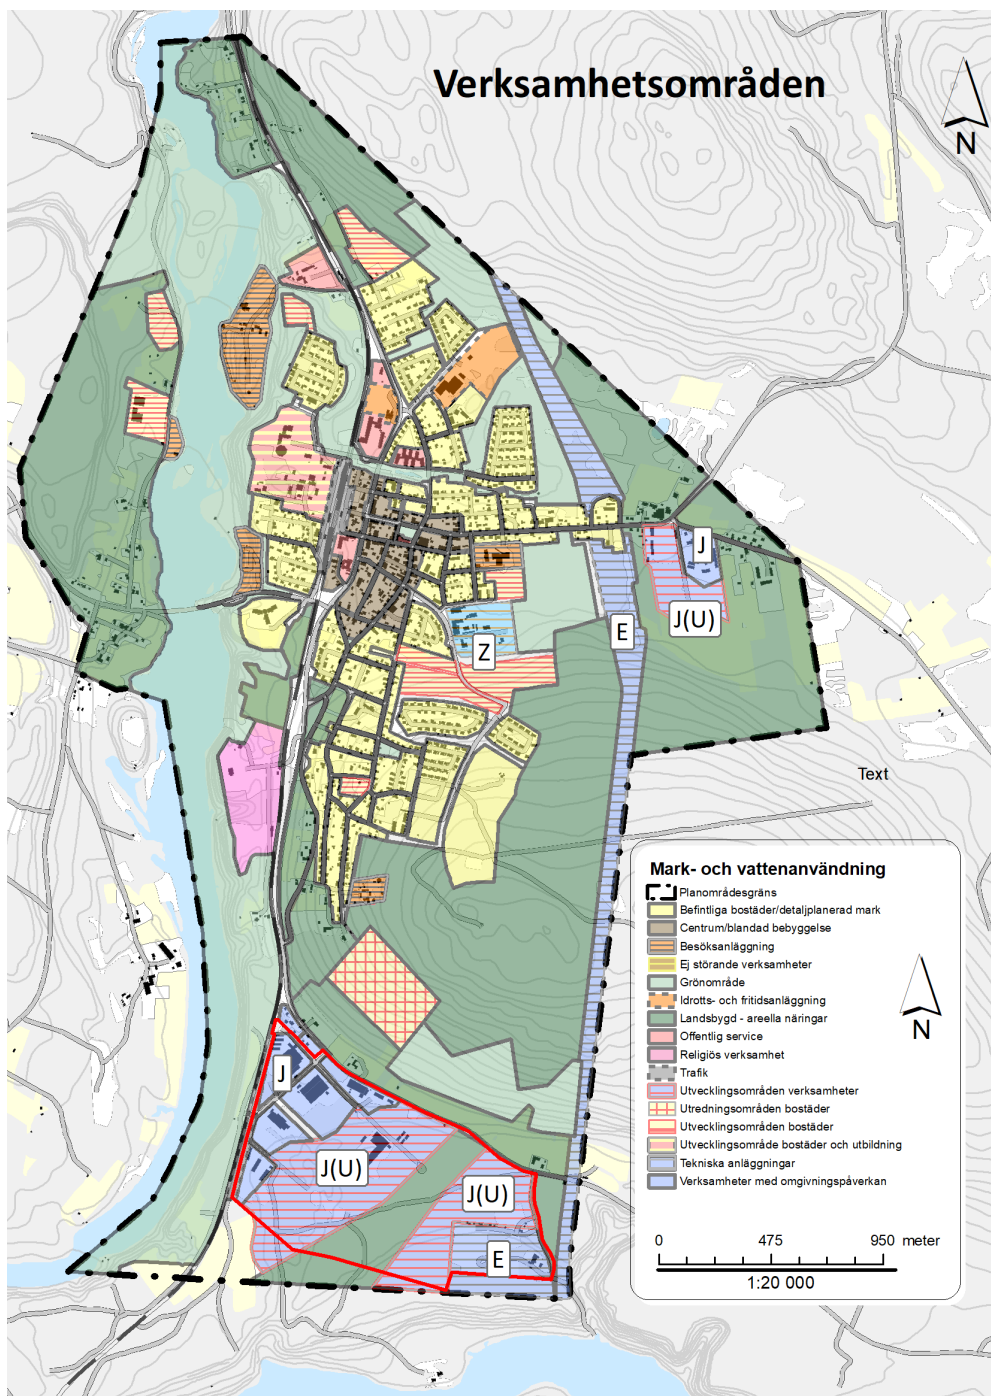 Verksamhetsområden
N
J
J(U)
E
Z
Text
Mark- och vattenanvändning
Planområdesgräns
Befintliga bostäder/detaljplanerad mark
Centrum/blandad bebyggelse
Besöksanläggning
Ej störande verksamheter
Grönområde
Idrotts- och fritidsanläggning
Landsbygd - areella näringar
Offentlig service
Religiös verksamhet
Trafik
Utvecklingsområden verksamheter
Utredningsområden bostäder
Utvecklingsområden bostäder
Utvecklingsområde bostäder och utbildning
Tekniska anläggningar
Verksamheter med omgivningspåverkan
N
J
J(U)
J(U)
E
0 475 950 meter
1:20 000